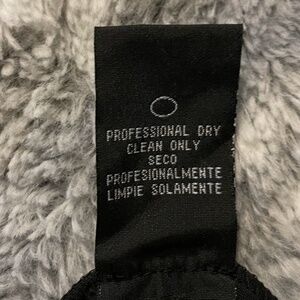 PROFESSIONAL DRY
CLEAN ONLY
SECO
PROFESIONALMENTE
LIMPIE SOLAMENTE